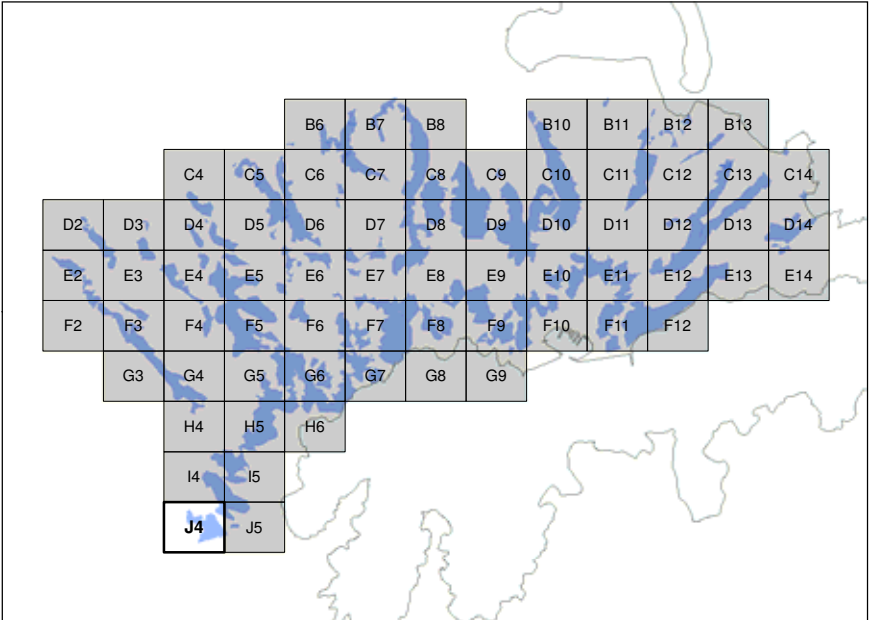 B6 B7 B8 B10 B11 B12 B13
C4 C5 C6 C7 C8 C9 C10 C11 C12 C13 C14
D2 D3 D4 D5 D6 D7 D8 D9 D10 D11 D12 D13 D14
E2 E3 E4 E5 E6 E7 E8 E9 E10 E11 E12 E13 E14
F2 F3 F4 F5 F6 F7 F8 F9 F10 F11 F12
G3 G4 G5 G6 G7 G8 G9
H4 H5 H6
I4 I5
J4 J5